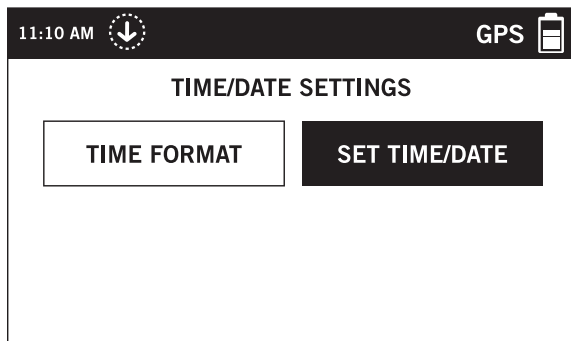 11:10 AM GPS
TIME/DATE SETTINGS
TIME FORMAT SET TIME/DATE